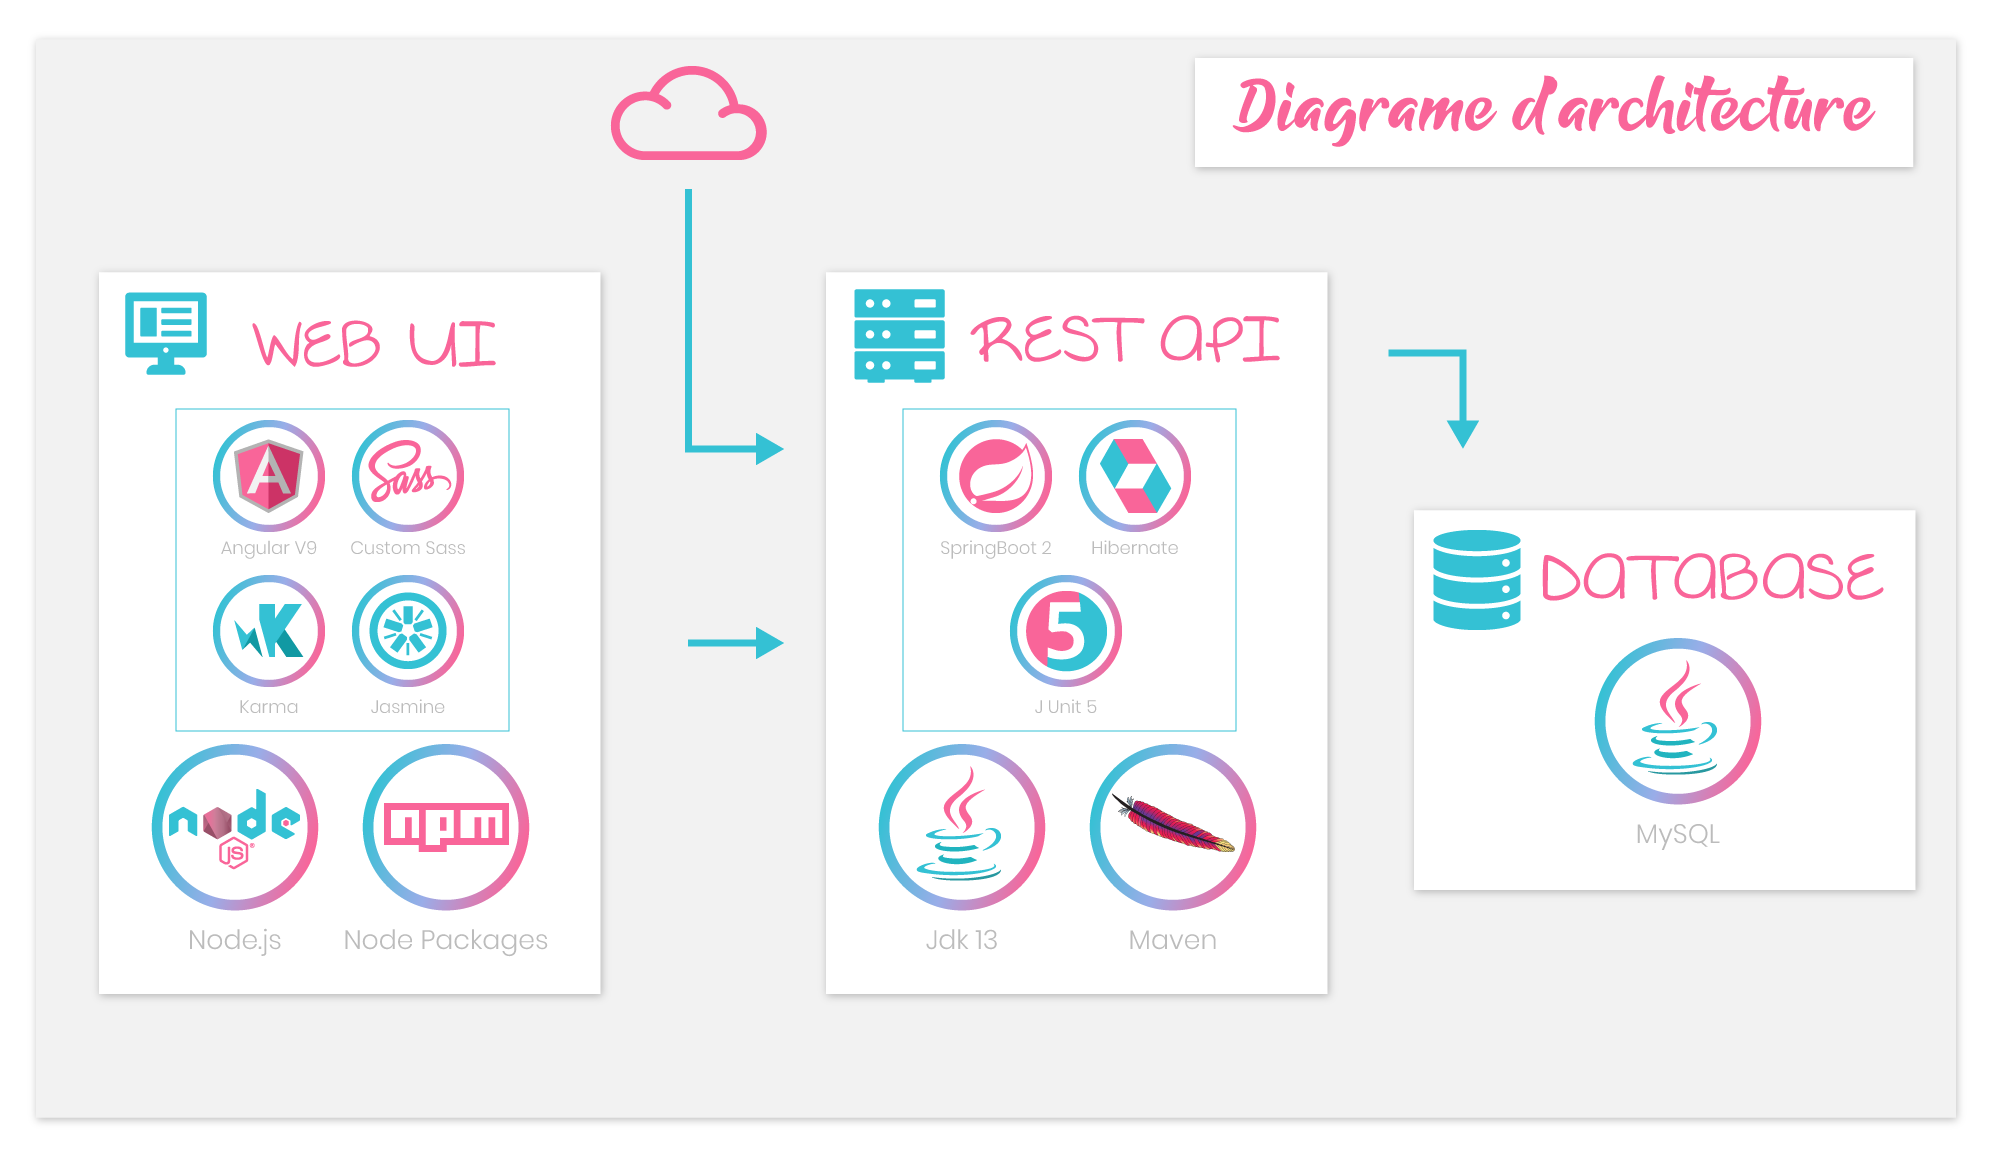 Diagrame d'architecture
WEB UI
Angular V9
Custom Sass
Sass
Karma
K
Jasmine
node
JS
Node.js
npm
Node Packages
REST API
SpringBoot 2
Hibernate
5
J Unit 5
Jdk 13
Maven
DATABASE
MySQL